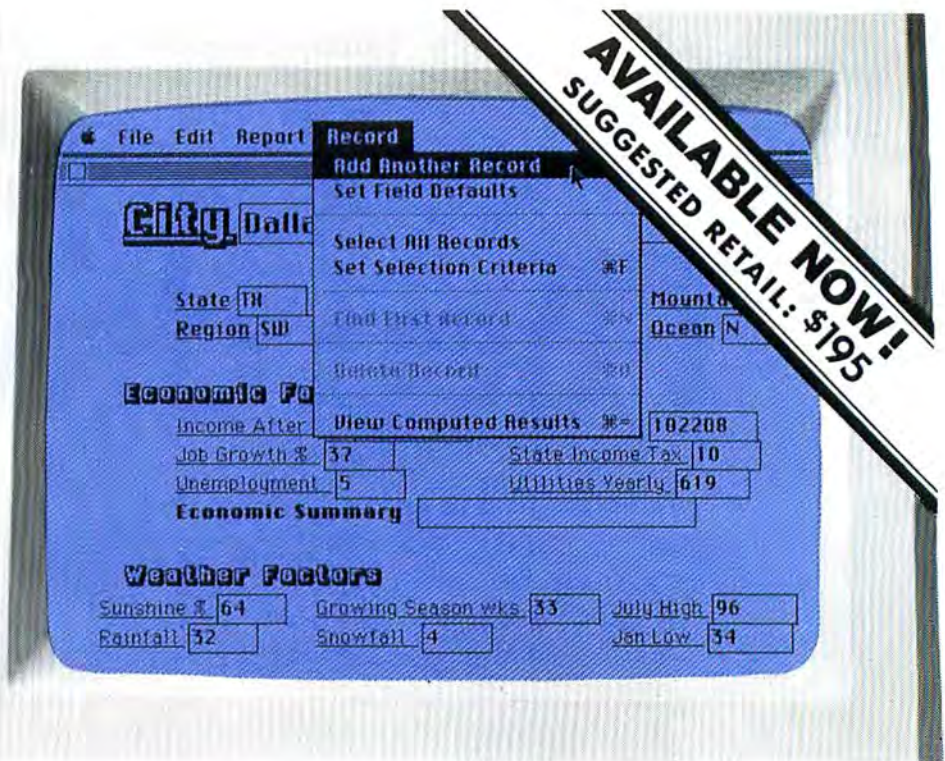 AVAILABLE NOW!
SUGGESTED RETAIL: $195
File Edit Report Record
Add Another Record
Set Field Defaults
Select All Records
Set Selection Criteria ⌘F
Find First Record ⌘N
Delete Record
View Computed Results ⌘=
City Dalla
State TX
Region SW
Mounta
Ocean N
Economic Fa
Income After 102208
Job Growth % 37 State Income Tax 10
Unemployment 5 Utilities Yearly 619
Economic Summary
Weather Factors
Sunshine % 64 Growing Season wks 33 July High 96
Rainfall 32 Snowfall 4 Jan Low 34